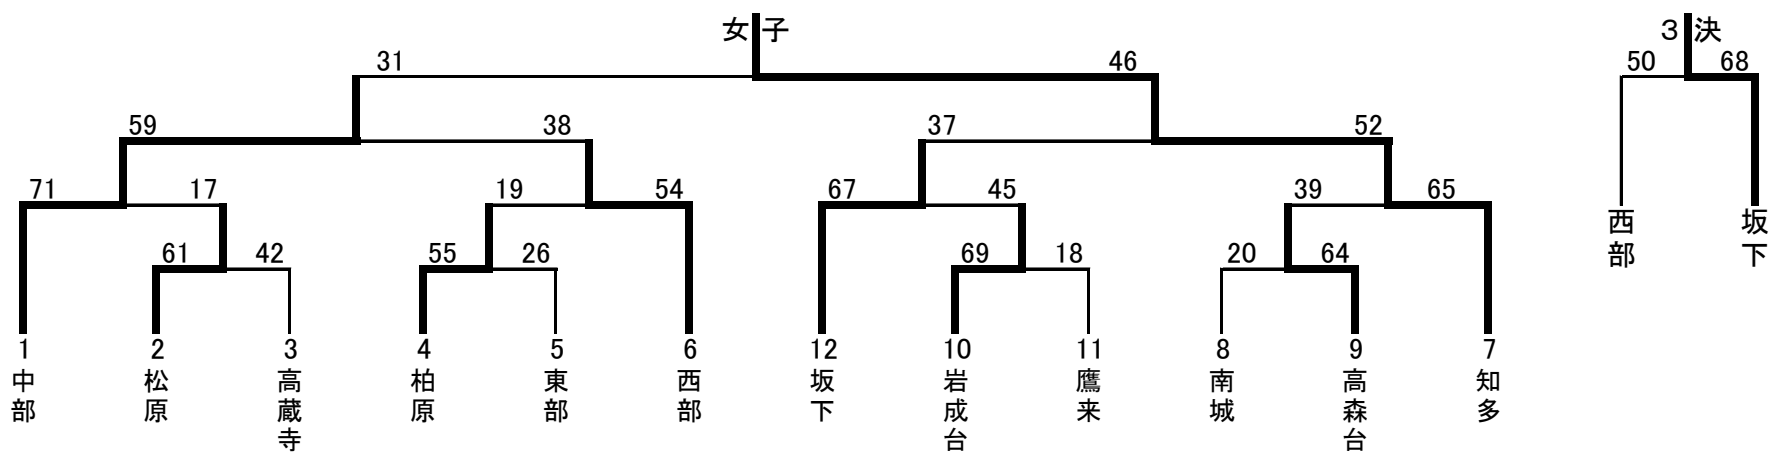 女子
3決
31 46
50 68
59 38 37 52
71 17 19 54 67 45 39 65
西部
坂下
61 42 55 26 69 18 20 64
1 2 3 4 5 6 12 10 11 8 9 7
中部
松原
高蔵寺
柏原
東部
西部
坂下
岩成台
鷹来
南城
高森台
知多